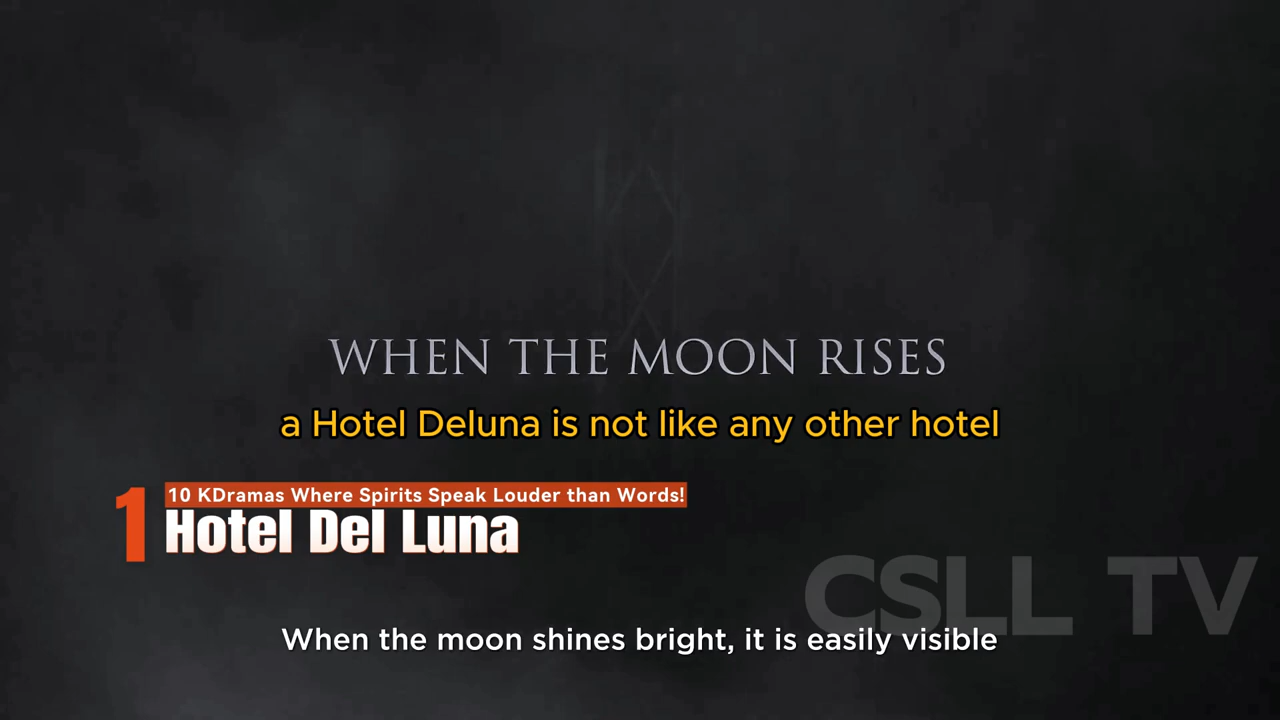 WHEN THE MOON RISES
a Hotel Deluna is not like any other hotel
1
10 KDramas Where Spirits Speak Louder than Words!
Hotel Del Luna
CSLL TV
When the moon shines bright, it is easily visible